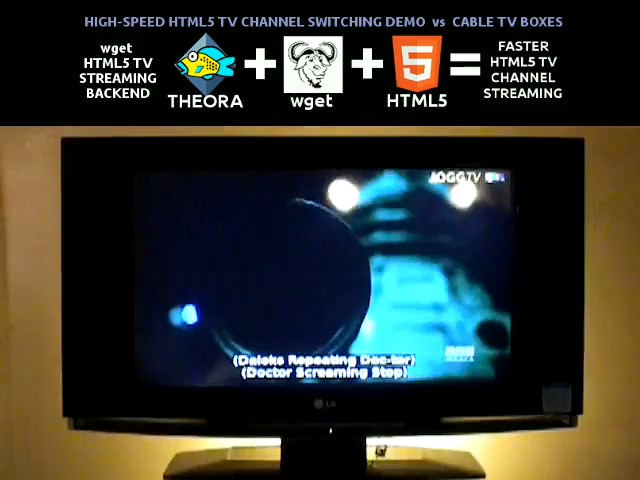 HIGH-SPEED HTML5 TV CHANNEL SWITCHING DEMO vs CABLE TV BOXES
wget
HTML5 TV
STREAMING
BACKEND
THEORA
+
wget
+
5
HTML5
=
FASTER
HTML5 TV
CHANNEL
STREAMING
OGGTV
(Daleks Repeating Doc-tor)
(Doctor Screaming Stop)
LG